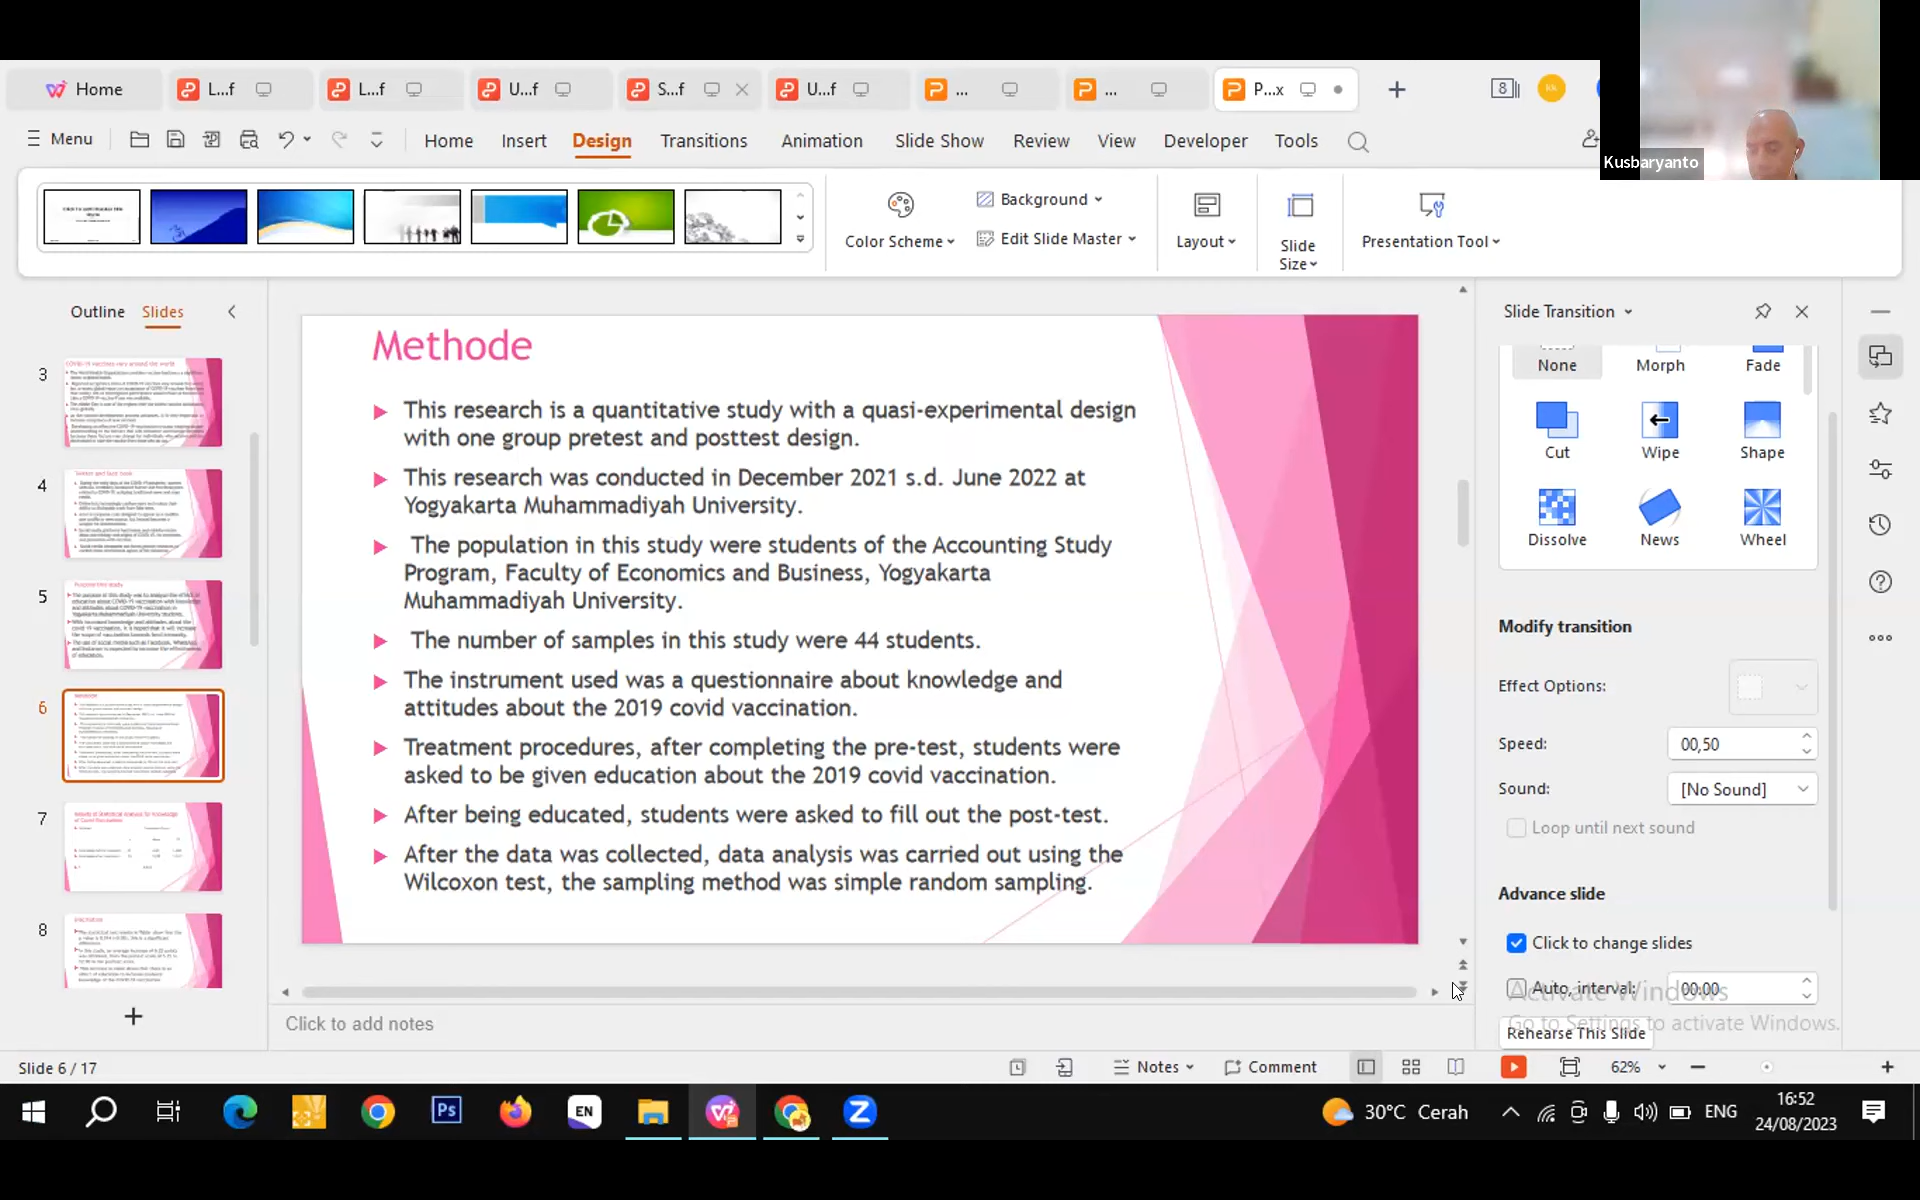 Home L...f L...f U...f S...f U...f ... ... P...x 8
Kusbaryanto
Menu Home Insert Design Transitions Animation Slide Show Review View Developer Tools
Color Scheme Background Edit Slide Master Layout Slide Size Presentation Tool
Outline Slides
3
4
5
6
7
8
Methode
This research is a quantitative study with a quasi-experimental design
with one group pretest and posttest design.
This research was conducted in December 2021 s.d. June 2022 at
Yogyakarta Muhammadiyah University.
The population in this study were students of the Accounting Study
Program, Faculty of Economics and Business, Yogyakarta
Muhammadiyah University.
The number of samples in this study were 44 students.
The instrument used was a questionnaire about knowledge and
attitudes about the 2019 covid vaccination.
Treatment procedures, after completing the pre-test, students were
asked to be given education about the 2019 covid vaccination.
After being educated, students were asked to fill out the post-test.
After the data was collected, data analysis was carried out using the
Wilcoxon test, the sampling method was simple random sampling.
Click to add notes
Slide Transition
None Morph Fade
Cut Wipe Shape
Dissolve News Wheel
Modify transition
Effect Options:
Speed: 00,50
Sound: [No Sound]
Loop until next sound
Advance slide
Click to change slides
Auto, interval: 00:00
Activate Windows
Go to Settings to activate Windows.
Rehearse This Slide
Slide 6 / 17 Notes Comment 62%
Ps EN 30°C Cerah ENG 16:52
24/08/2023